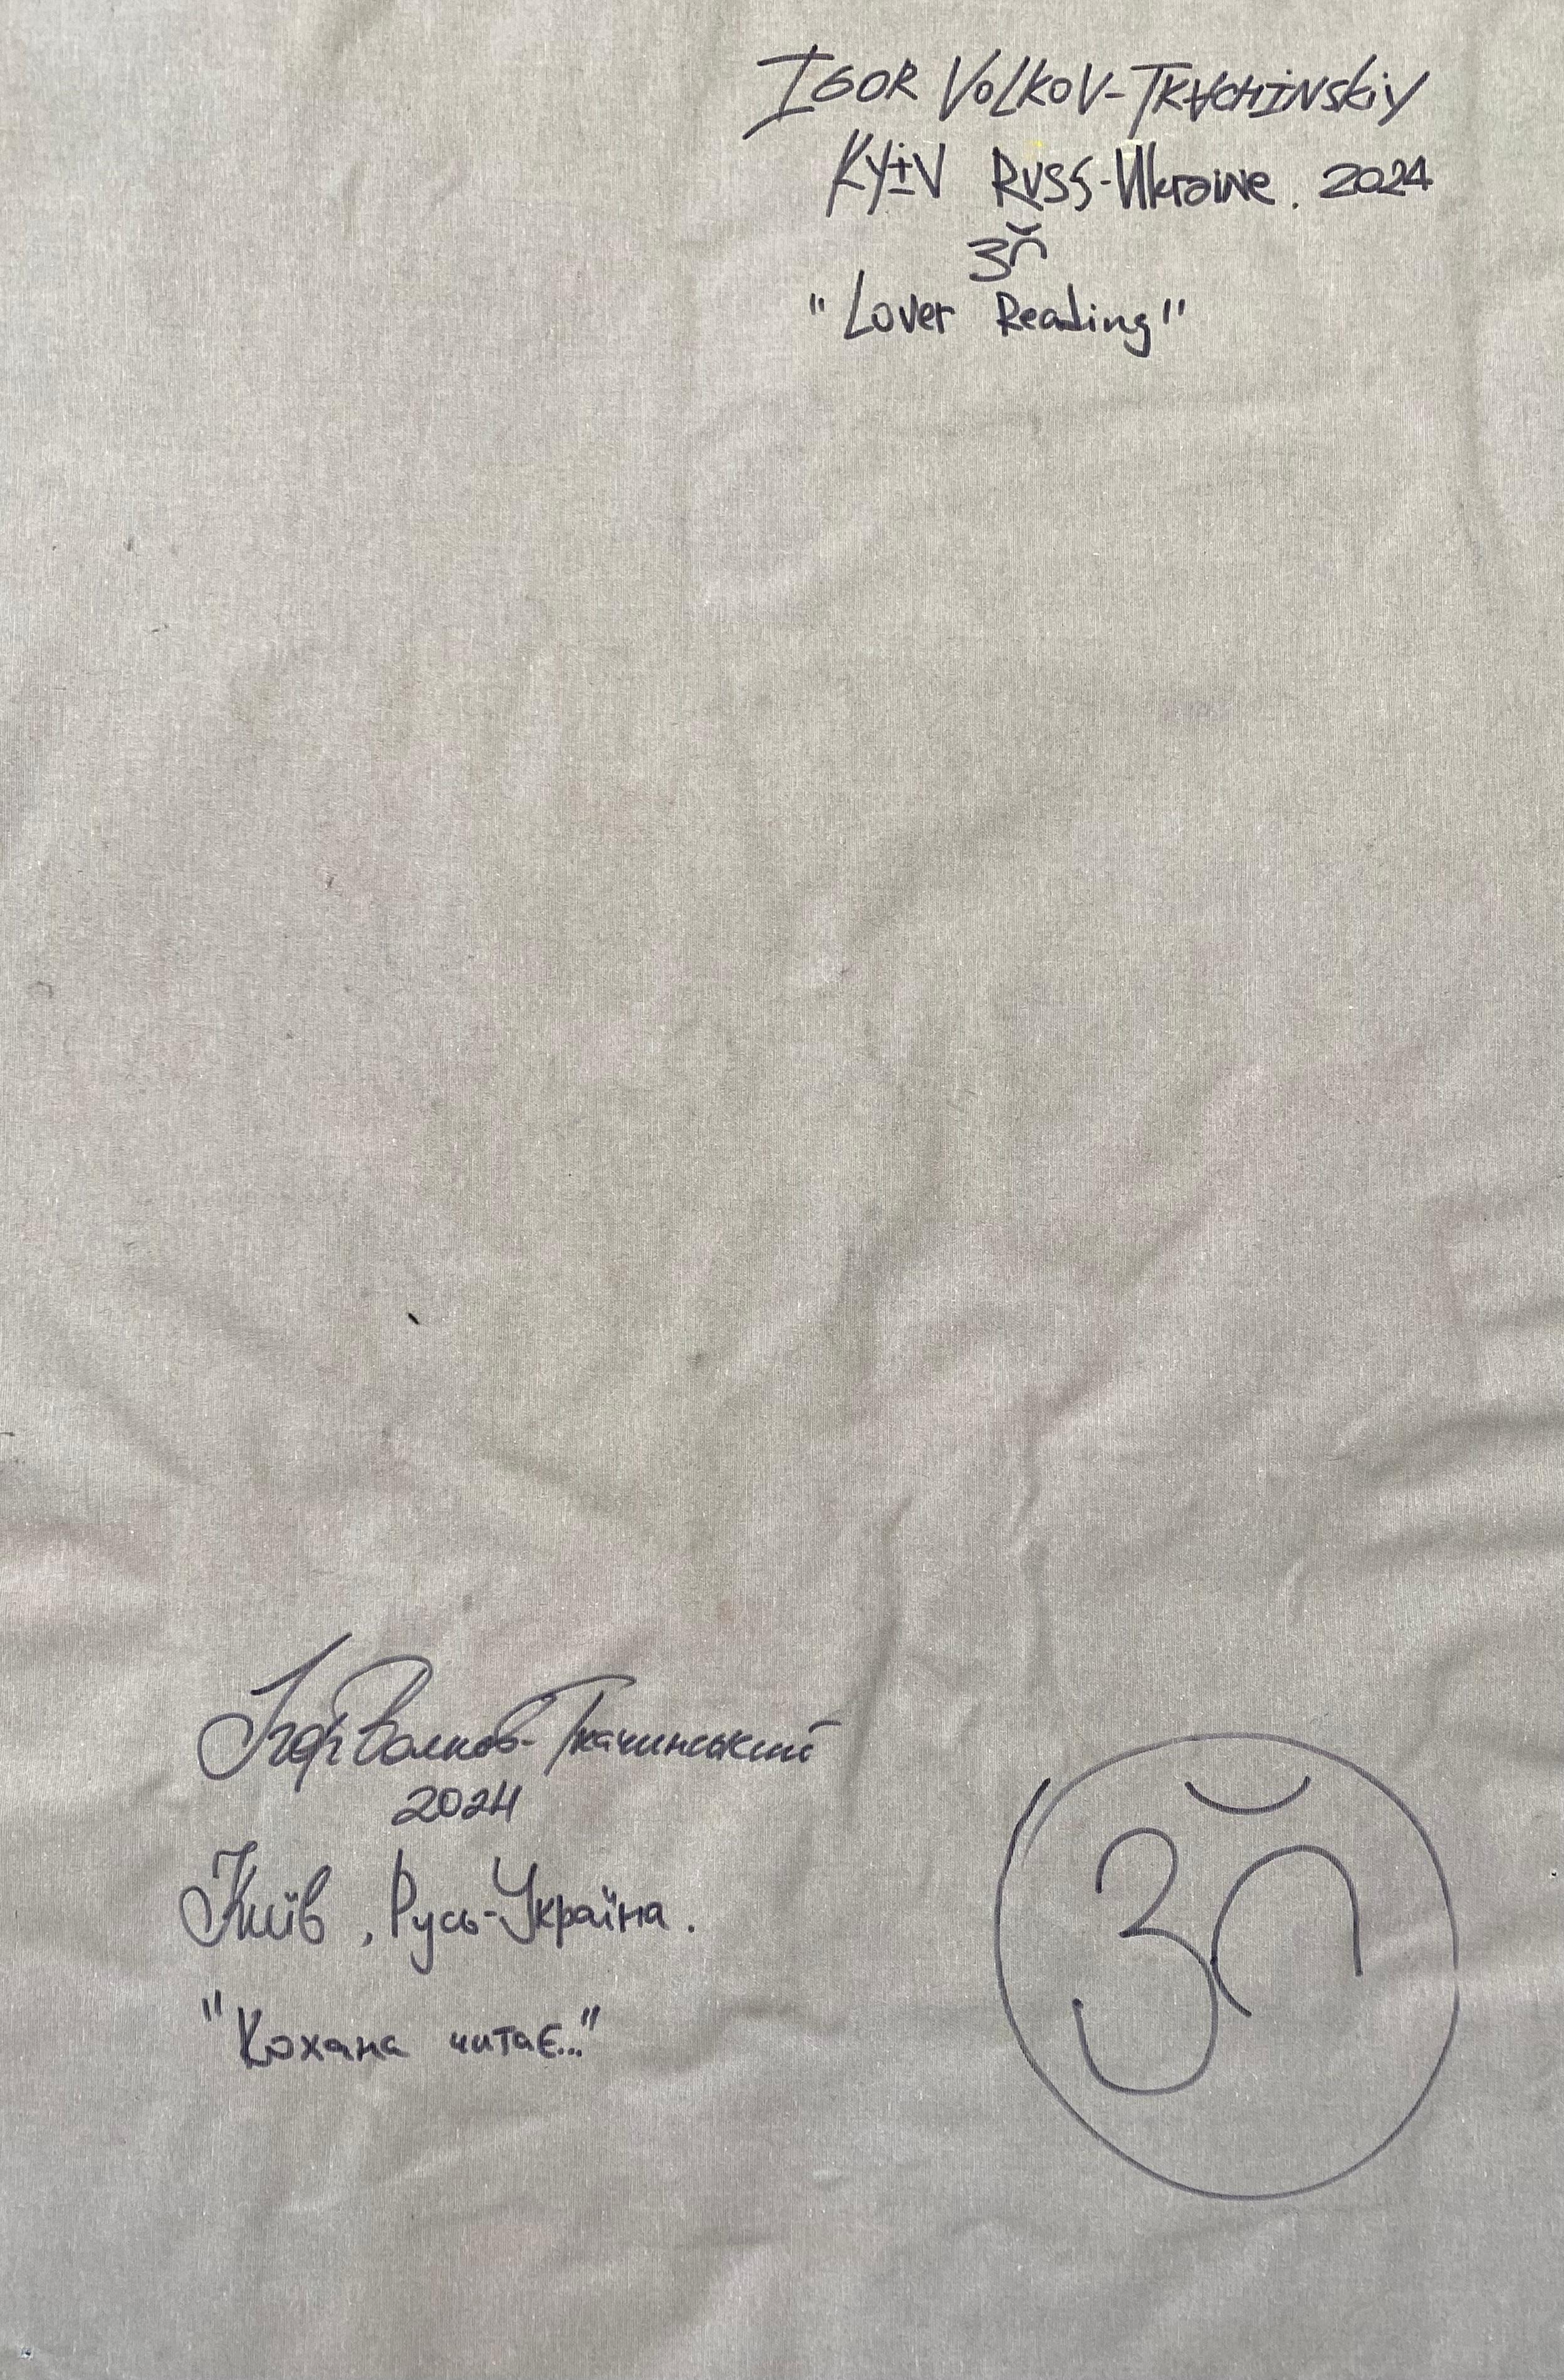 IGOR VOLKOV-TKACHINSKIY
KYiV RUSS-Ukraine. 2024
"Lover Reading"
Ігор Волков-Ткачинський
2024
Київ, Русь-Україна.
"Кохана читає..."